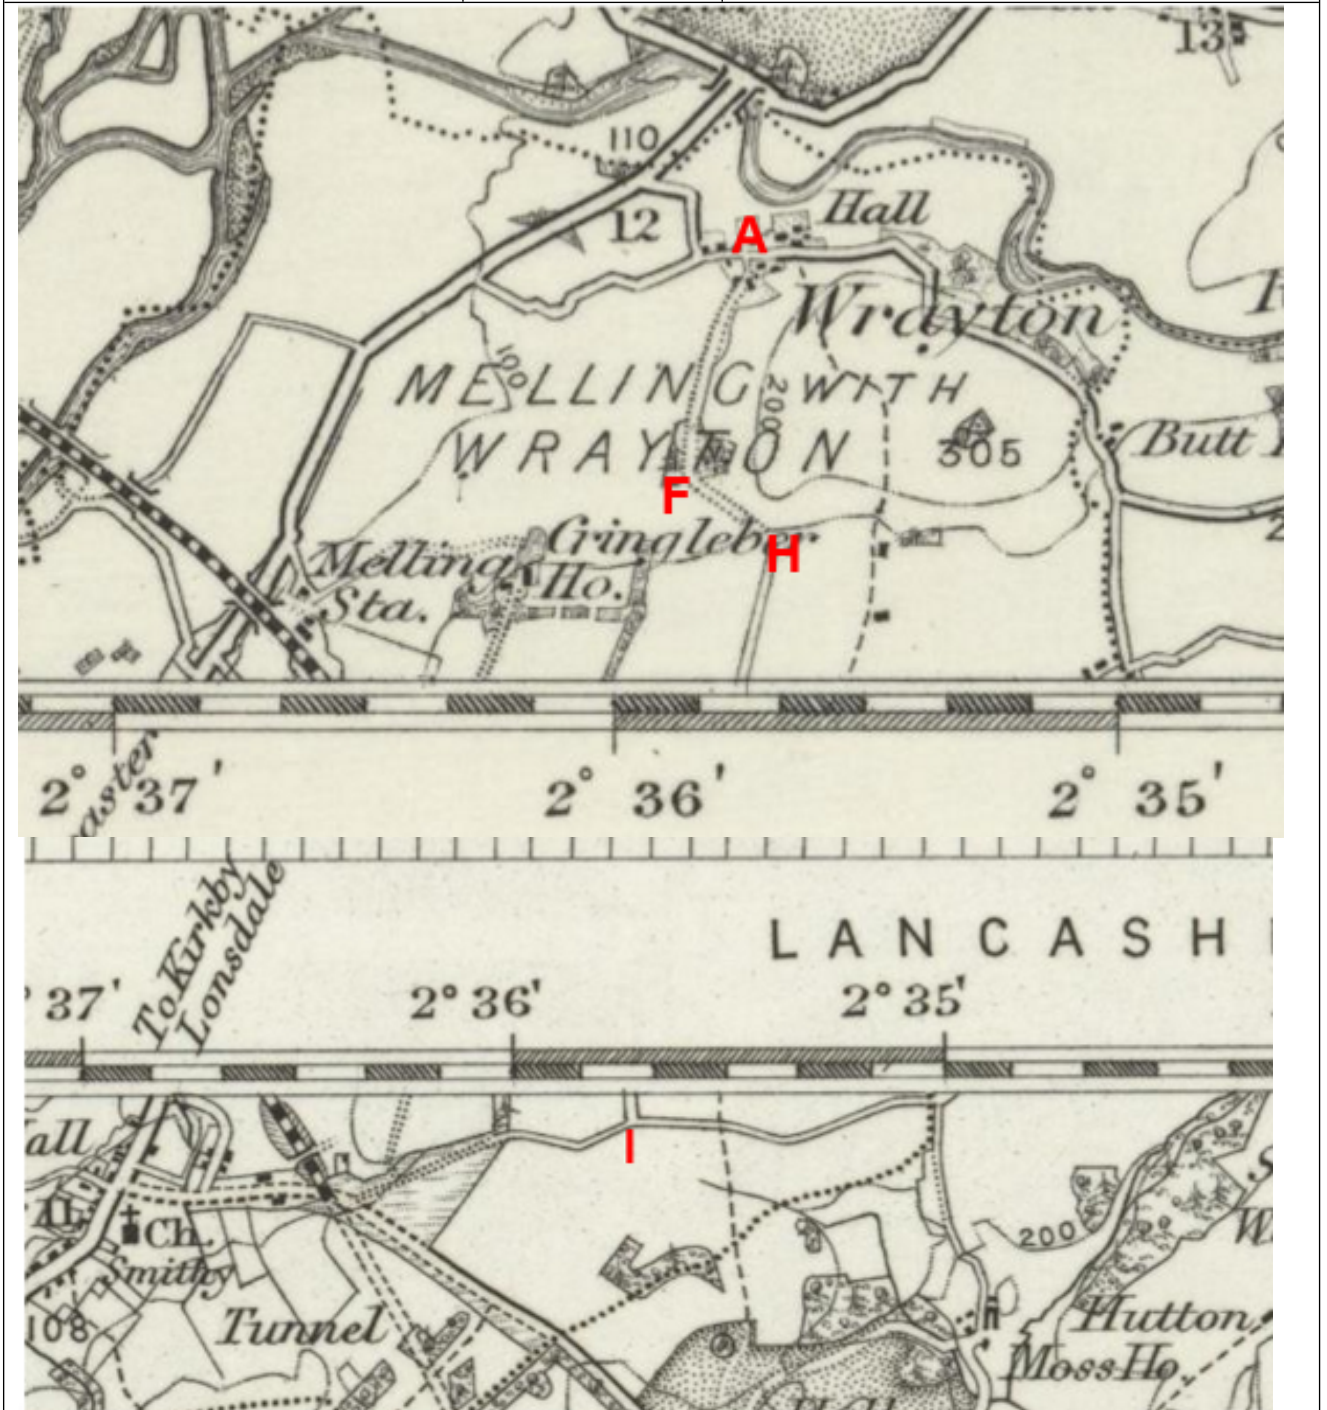 13
110
Hall
12
A
Wrayton
MELLING WITH
100
200
WRAYTON
305
Butt
F
Cringleber
H
Melling
Ho.
Sta.
2° 37'
2° 36'
2° 35'
To Kirkby
Lonsdale
LANCASH
37'
2° 36'
2° 35'
I
Ch.
200
Smithy
108
Tunnel
Hutton
Moss Ho.